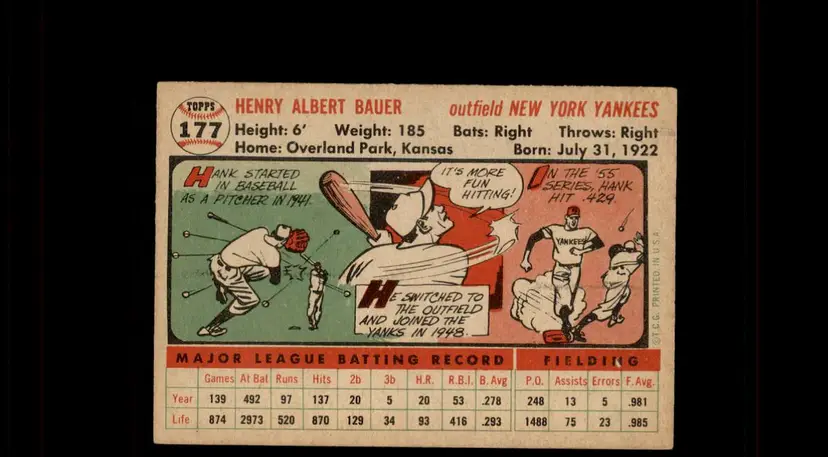 TOPPS
177
HENRY ALBERT BAUER outfield NEW YORK YANKEES
Height: 6' Weight: 185 Bats: Right Throws: Right
Home: Overland Park, Kansas Born: July 31, 1922
HANK STARTED
IN BASEBALL
AS A PITCHER IN 1941.
IT'S MORE
FUN
HITTING!
HE SWITCHED TO
THE OUTFIELD
AND JOINED THE
YANKS IN 1948.
IN THE '55
SERIES, HANK
HIT .429.
YANKEES
©T.C.G. PRINTED IN U.S.A.
MAJOR LEAGUE BATTING RECORD FIELDING
Games At Bat Runs Hits 2b 3b H.R. R.B.I. B. Avg P.O. Assists Errors F. Avg.
Year 139 492 97 137 20 5 20 53 .278 248 13 5 .981
Life 874 2973 520 870 129 34 93 416 .293 1488 75 23 .985